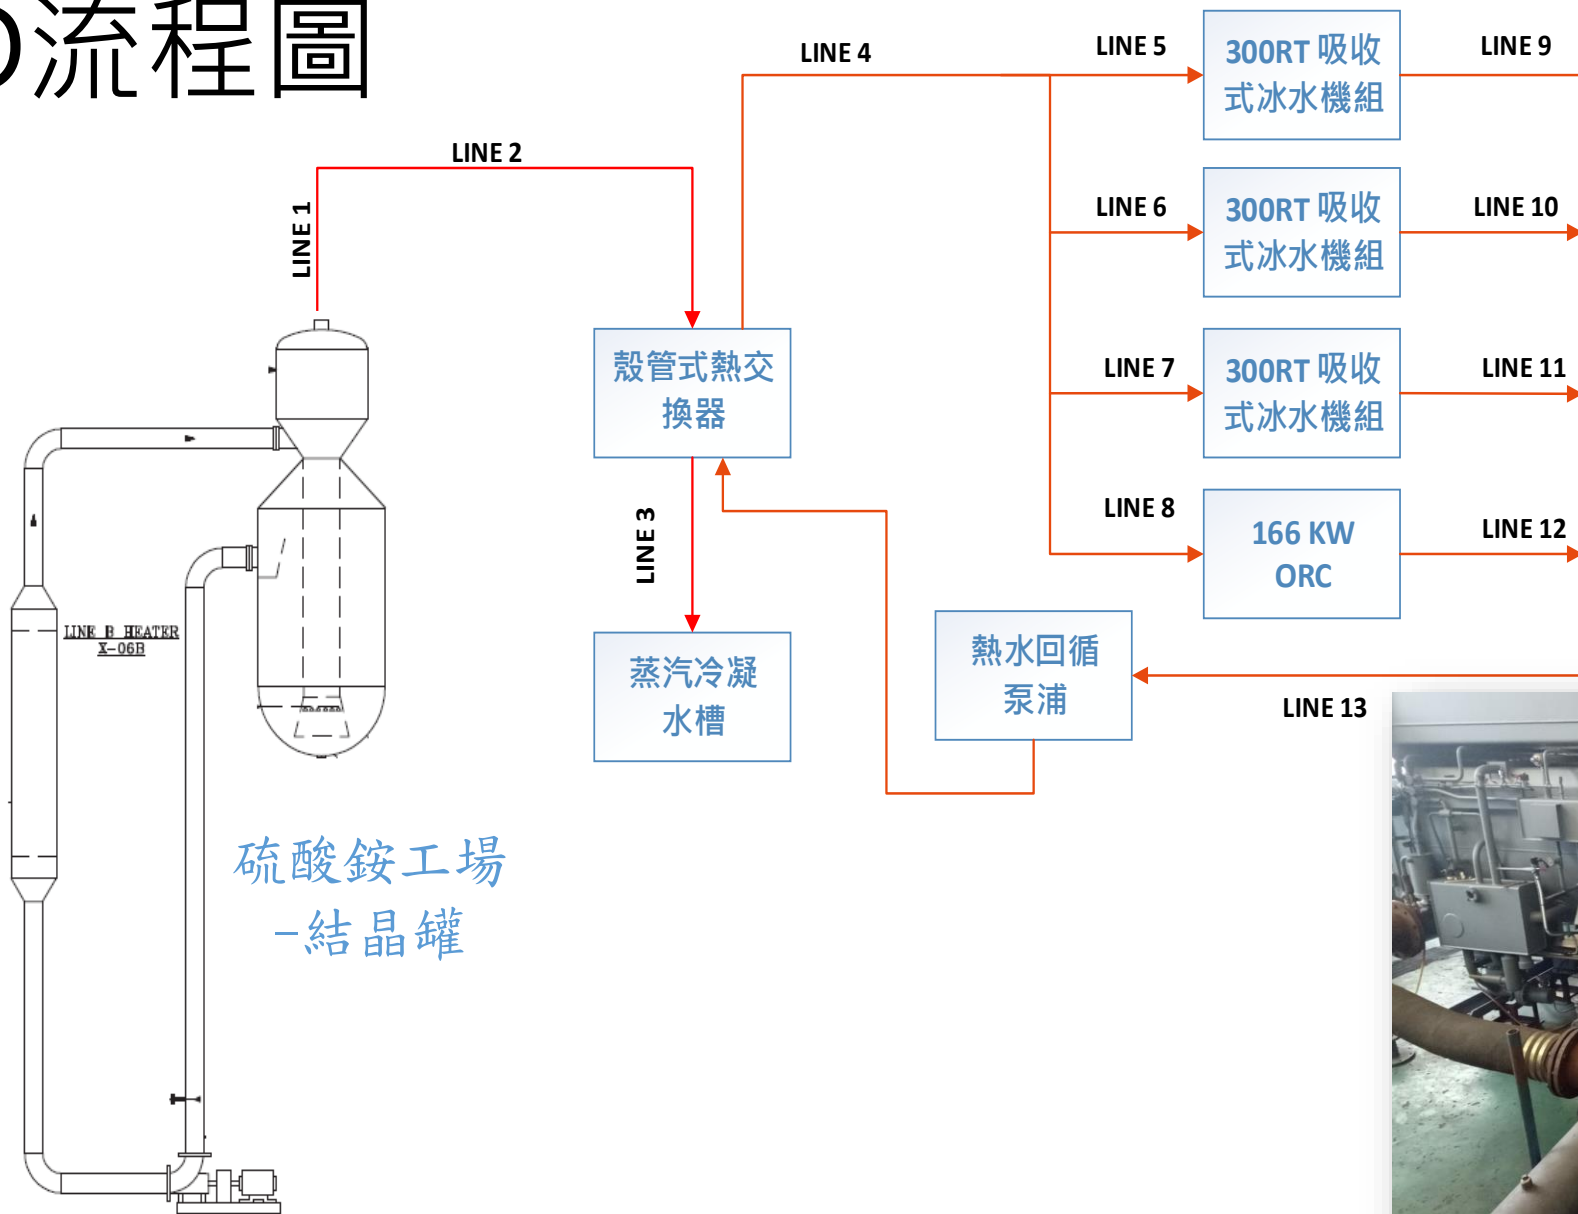 流程圖
LINE 4
LINE 5
300RT 吸收
式冰水機組
LINE 9
LINE 2
LINE 1
LINE 6
300RT 吸收
式冰水機組
LINE 10
殼管式熱交
換器
LINE 7
300RT 吸收
式冰水機組
LINE 11
LINE 3
LINE 8
166 KW
ORC
LINE 12
LINE B HEATER
X-06B
蒸汽冷凝
水槽
熱水回循
泵浦
LINE 13
硫酸銨工場
-結晶罐